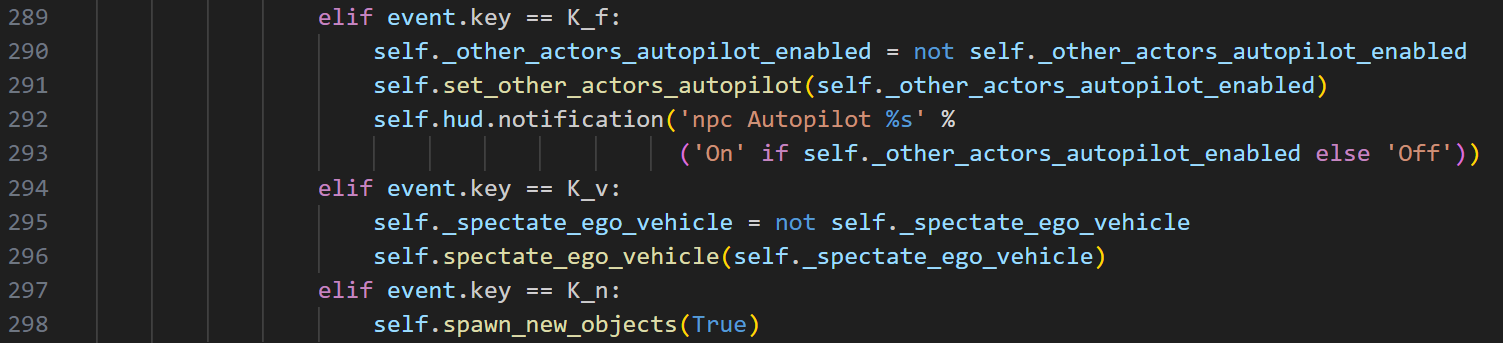 289 elif event.key == K_f:
290 self._other_actors_autopilot_enabled = not self._other_actors_autopilot_enabled
291 self.set_other_actors_autopilot(self._other_actors_autopilot_enabled)
292 self.hud.notification('npc Autopilot %s' %
293 ('On' if self._other_actors_autopilot_enabled else 'Off'))
294 elif event.key == K_v:
295 self._spectate_ego_vehicle = not self._spectate_ego_vehicle
296 self.spectate_ego_vehicle(self._spectate_ego_vehicle)
297 elif event.key == K_n:
298 self.spawn_new_objects(True)